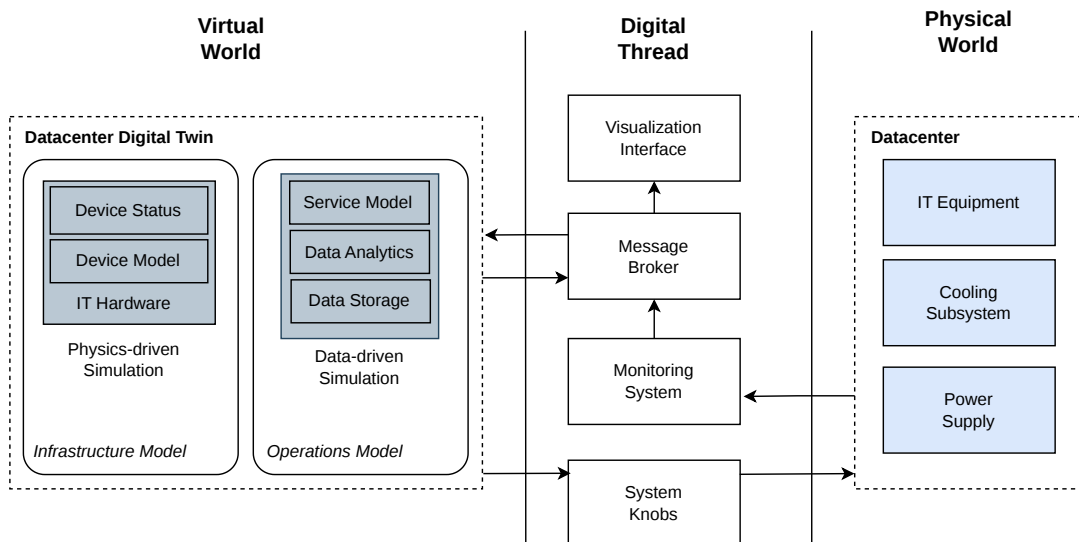 Virtual
World
Digital
Thread
Physical
World
Datacenter Digital Twin
Device Status
Device Model
IT Hardware
Physics-driven
Simulation
Infrastructure Model
Service Model
Data Analytics
Data Storage
Data-driven
Simulation
Operations Model
Visualization
Interface
Message
Broker
Monitoring
System
System
Knobs
Datacenter
IT Equipment
Cooling
Subsystem
Power
Supply